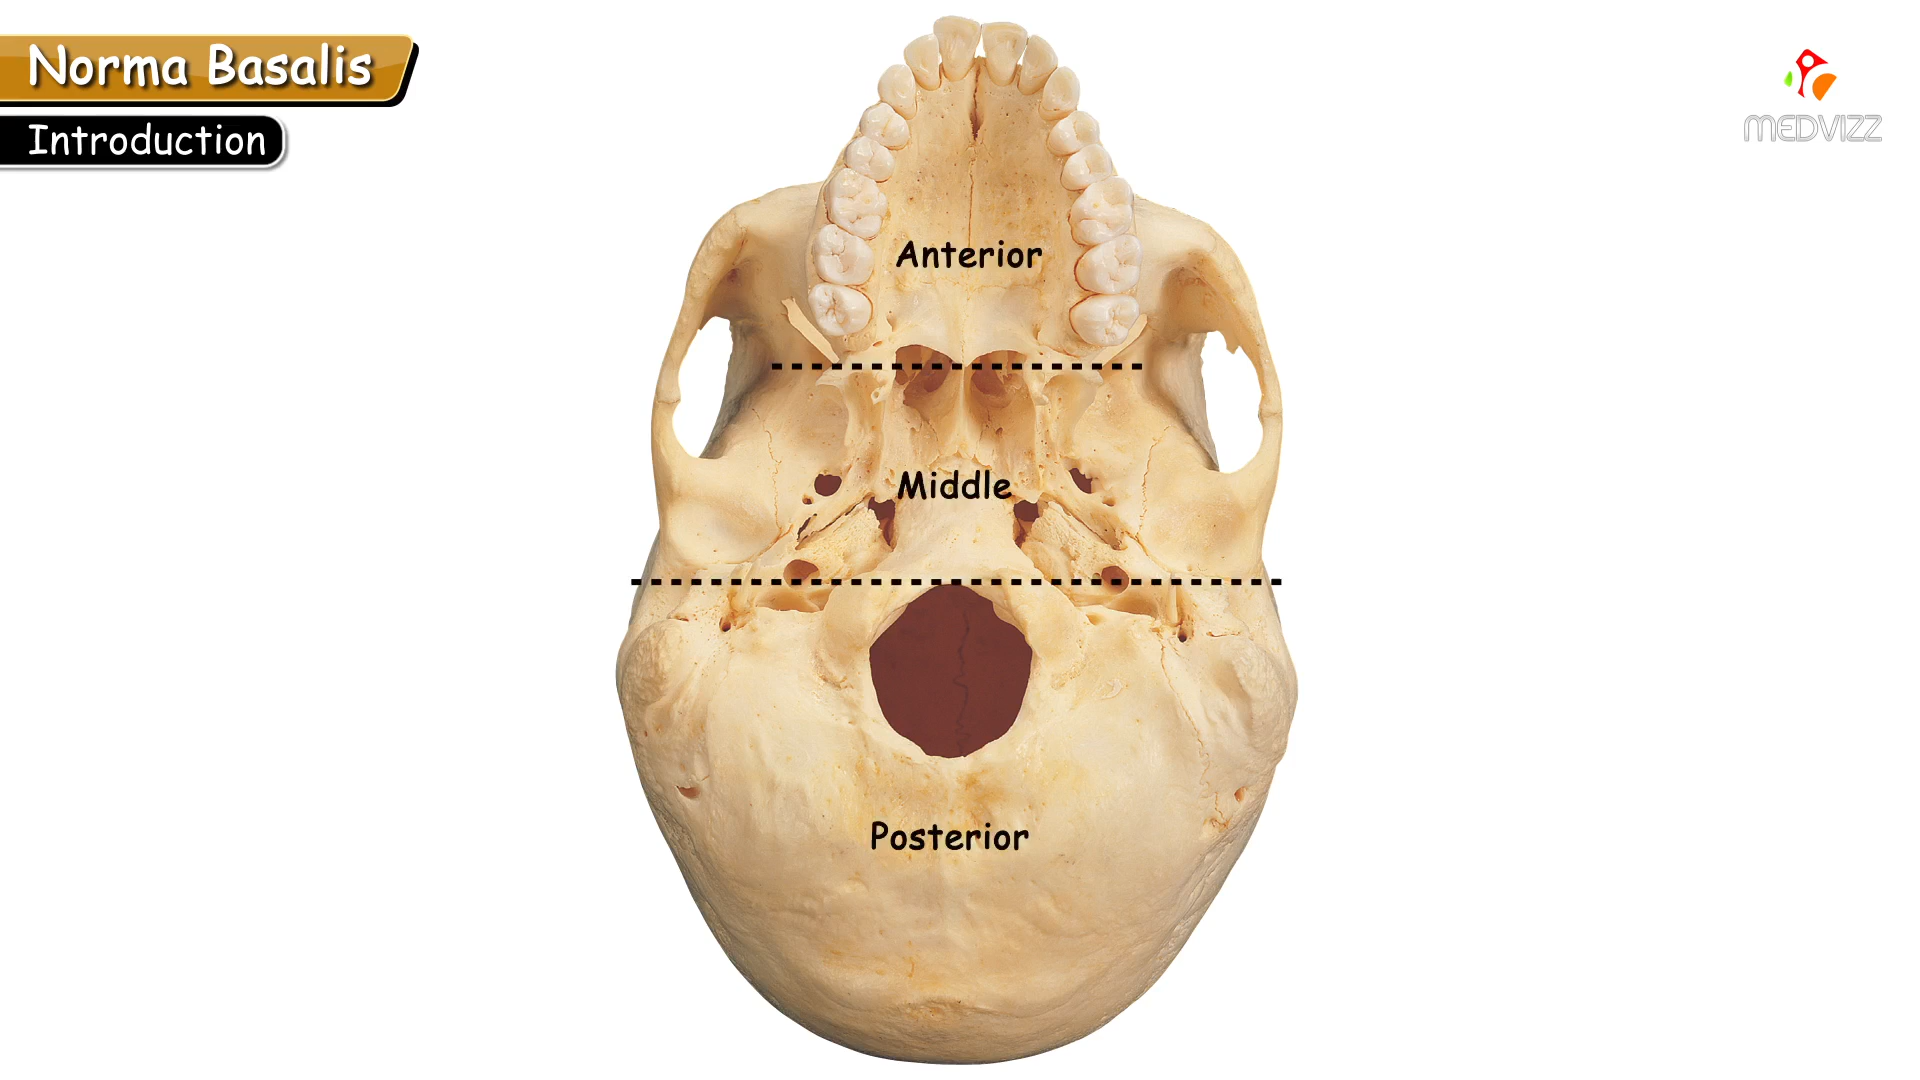 Norma Basalis
Introduction
MEDVIZZ
Anterior
Middle
Posterior